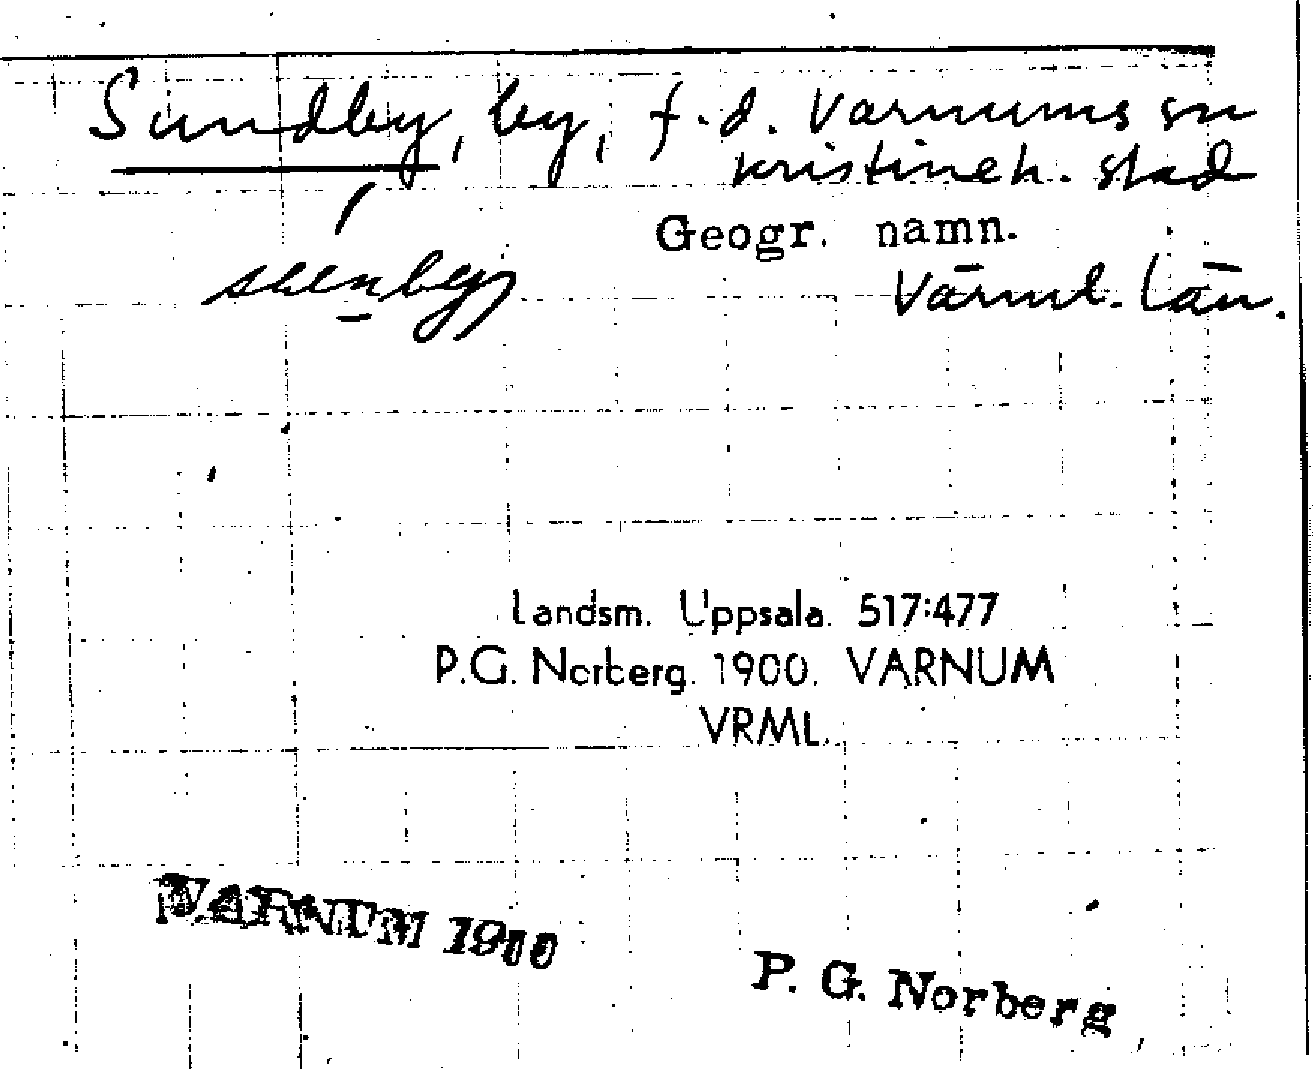 Sundby, by, f.d. Varnums sn
Kristineh. stad
Geogr. namn.
Värml. län.
Landsm. Uppsala. 517:477
P.G. Norberg. 1900. VARNUM
VRML.
VARNUM 1900
P. G. Norberg